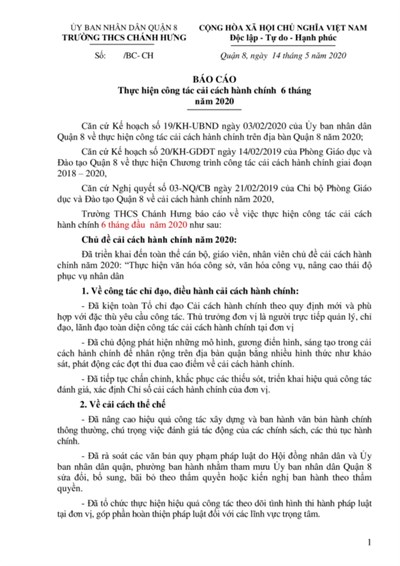 ỦY BAN NHÂN DÂN QUẬN 8
TRƯỜNG THCS CHÁNH HƯNG
CỘNG HÒA XÃ HỘI CHỦ NGHĨA VIỆT NAM
Độc lập - Tự do - Hạnh phúc
Số: /BC- CH
Quận 8, ngày 14 tháng 5 năm 2020
BÁO CÁO
Thực hiện công tác cải cách hành chính 6 tháng
năm 2020
Căn cứ Kế hoạch số 19/KH-UBND ngày 03/02/2020 của Ủy ban nhân dân
Quận 8 về thực hiện công tác cải cách hành chính trên địa bàn Quận 8 năm 2020;
Căn cứ Kế hoạch số 20/KH-GDĐT ngày 14/02/2019 của Phòng Giáo dục và
Đào tạo Quận 8 về thực hiện Chương trình công tác cải cách hành chính giai đoạn
2018 – 2020,
Căn cứ Nghị quyết số 03-NQ/CB ngày 21/02/2019 của Chi bộ Phòng Giáo
dục và Đào tạo Quận 8 về cải cách hành chính năm 2020,
Trường THCS Chánh Hưng báo cáo về việc thực hiện công tác cải cách
hành chính 6 tháng đầu năm 2020 như sau:
Chủ đề cải cách hành chính năm 2020:
Đã triển khai đến toàn thể cán bộ, giáo viên, nhân viên chủ đề cải cách hành
chính năm 2020: “Thực hiện văn hóa công sở, văn hóa công vụ, nâng cao thái độ
phục vụ nhân dân
1. Về công tác chỉ đạo, điều hành cải cách hành chính:
- Đã kiện toàn Tổ chỉ đạo Cải cách hành chính theo quy định mới và phù
hợp với đặc thù yêu cầu công tác. Thủ trưởng đơn vị là người trực tiếp quản lý, chỉ
đạo, lãnh đạo toàn diện công tác cải cách hành chính tại đơn vị
- Đã chủ động phát hiện những mô hình, gương điển hình, sáng tạo trong cải
cách hành chính để nhân rộng trên địa bàn quận bằng nhiều hình thức như khảo
sát, phát động các đợt thi đua cao điểm về cải cách hành chính.
- Đã tiếp tục chấn chỉnh, khắc phục các thiếu sót, triển khai hiệu quả công tác
đánh giá, xác định Chỉ số cải cách hành chính của đơn vị.
2. Về cải cách thể chế
- Đã nâng cao hiệu quả công tác xây dựng và ban hành văn bản hành chính
thông thường, chú trọng việc đánh giá tác động của các chính sách, các thủ tục hành
chính.
- Đã rà soát các văn bản quy phạm pháp luật do Hội đồng nhân dân và Ủy
ban nhân dân quận, phường ban hành nhằm tham mưu Ủy ban nhân dân Quận 8
sửa đổi, bổ sung, bãi bỏ theo thẩm quyền hoặc kiến nghị ban hành theo thẩm
quyền.
- Đã tổ chức thực hiện hiệu quả công tác theo dõi tình hình thi hành pháp luật
tại đơn vị, góp phần hoàn thiện pháp luật đối với các lĩnh vực trọng tâm.
1